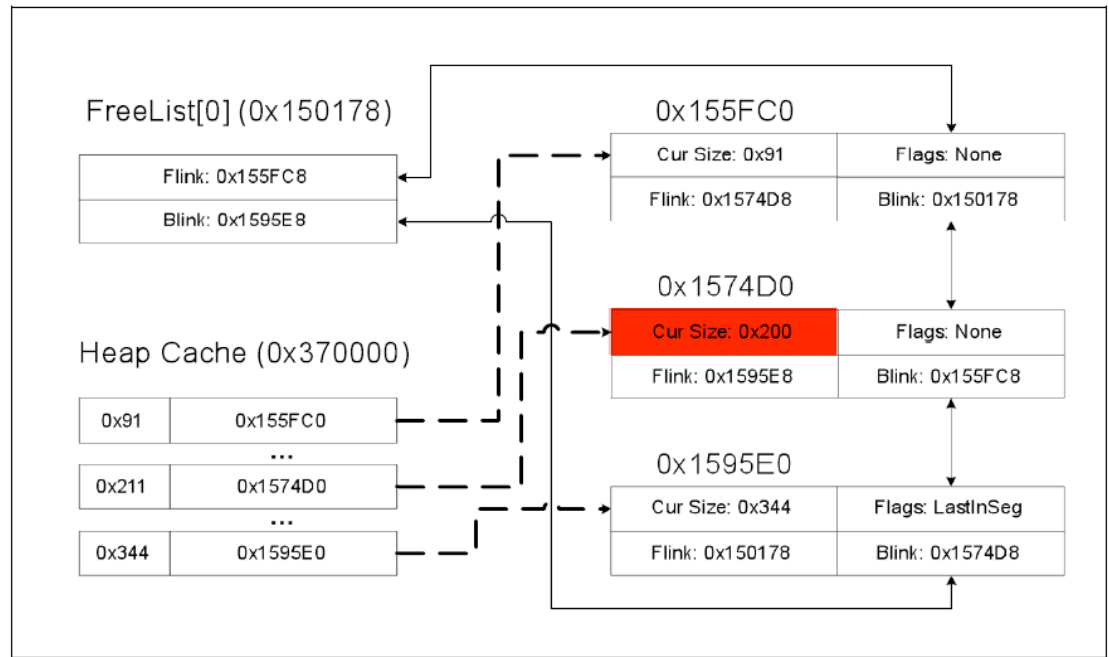 FreeList[0] (0x150178)
Flink: 0x155FC8
Blink: 0x1595E8
Heap Cache (0x370000)
0x91 0x155FC0
...
0x211 0x1574D0
...
0x344 0x1595E0
0x155FC0
Cur Size: 0x91 Flags: None
Flink: 0x1574D8 Blink: 0x150178
0x1574D0
Cur Size: 0x200 Flags: None
Flink: 0x1595E8 Blink: 0x155FC8
0x1595E0
Cur Size: 0x344 Flags: LastInSeg
Flink: 0x150178 Blink: 0x1574D8